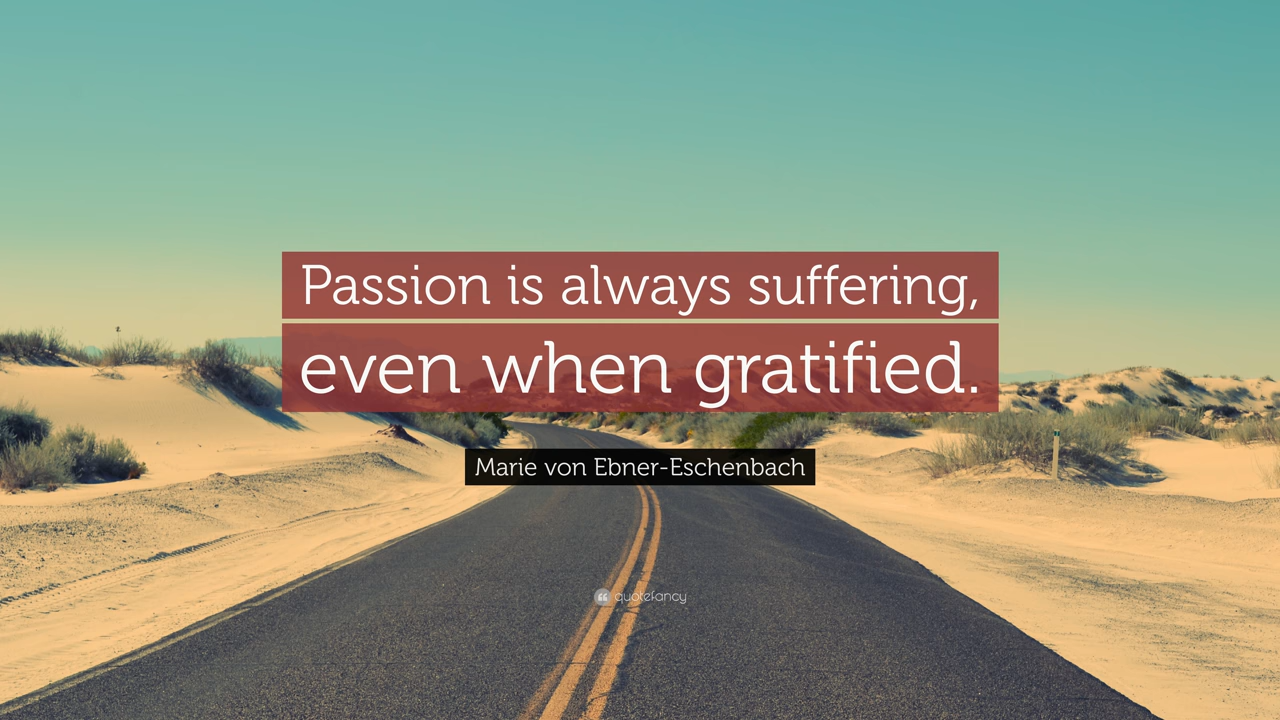 Passion is always suffering,
even when gratified.
Marie von Ebner-Eschenbach
quotefancy